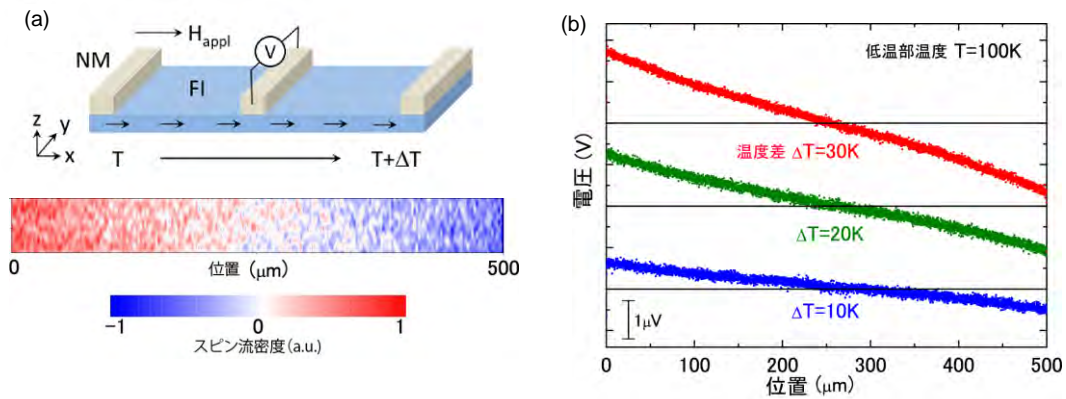 (a)
NM
H_appl
V
FI
z
y
x
T
T+ΔT
0
位置 (μm)
500
−1
0
1
スピン流密度(a.u.)
(b)
低温部温度 T=100K
電圧(V)
温度差 ΔT=30K
ΔT=20K
ΔT=10K
1μV
0
100
200
300
400
500
位置 (μm)